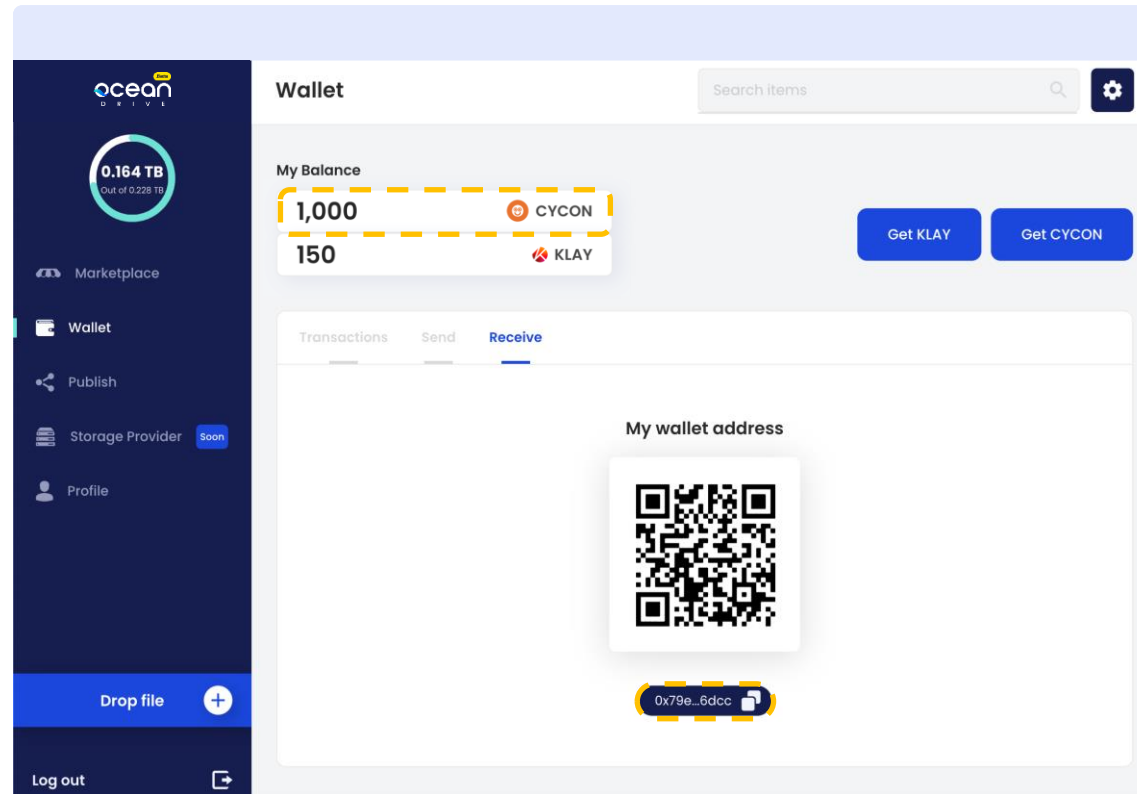 Beta
ocean
DRIVE
0.164 TB
Out of 0.228 TB
Marketplace
Wallet
Publish
Storage Provider Soon
Profile
Drop file
Log out
Wallet
Search items
My Balance
1,000 CYCON
150 KLAY
Get KLAY Get CYCON
Transactions Send Receive
My wallet address
0x79e...6dcc